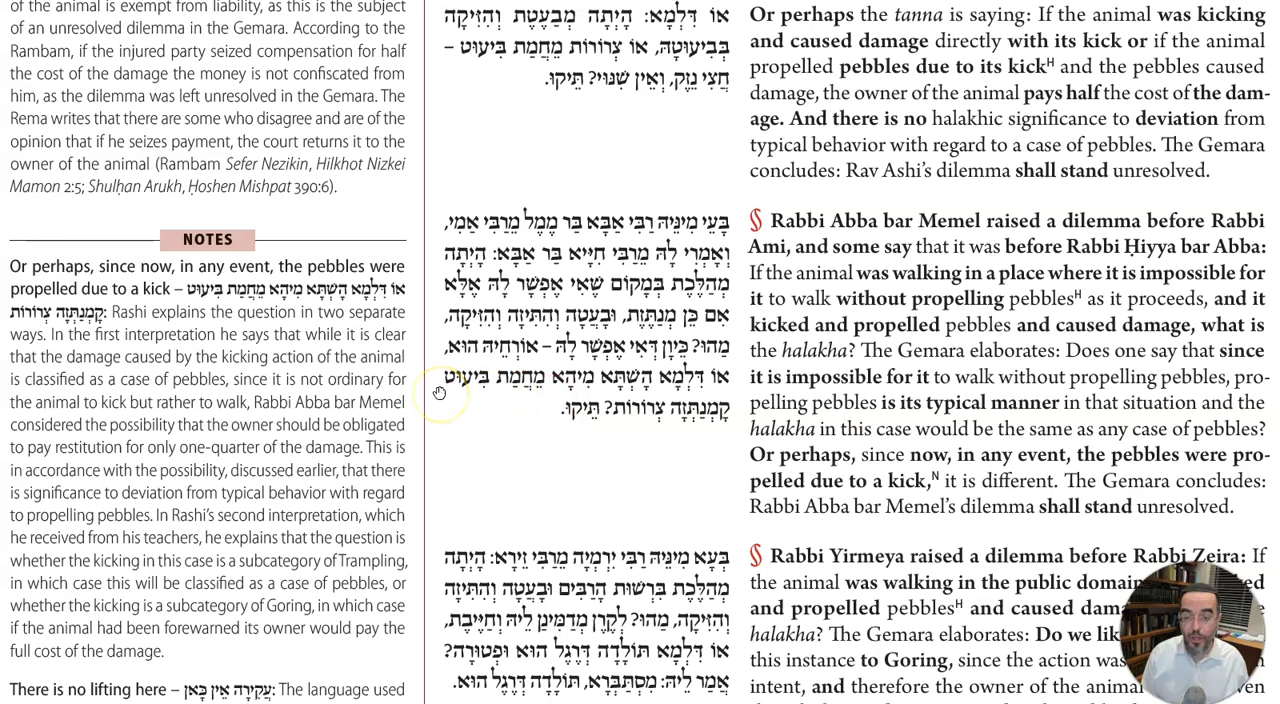 of the animal is exempt from liability, as this is the subject
of an unresolved dilemma in the Gemara. According to the
Rambam, if the injured party seized compensation for half
the cost of the damage the money is not confiscated from
him, as the dilemma was left unresolved in the Gemara. The
Rema writes that there are some who disagree and are of the
opinion that if he seizes payment, the court returns it to the
owner of the animal (Rambam Sefer Nezikin, Hilkhot Nizkei
Mamon 2:5; Shulḥan Arukh, Ḥoshen Mishpat 390:6).
NOTES
Or perhaps, since now, in any event, the pebbles were
propelled due to a kick – אוֹ דִּלְמָא הָשְׁתָּא מִיהָא מֵחֲמַת בִּיעוּט
קָמְנַתְּזָה צְרוֹרוֹת: Rashi explains the question in two separate
ways. In the first interpretation he says that while it is clear
that the damage caused by the kicking action of the animal
is classified as a case of pebbles, since it is not ordinary for
the animal to kick but rather to walk, Rabbi Abba bar Memel
considered the possibility that the owner should be obligated
to pay restitution for only one-quarter of the damage. This is
in accordance with the possibility, discussed earlier, that there
is significance to deviation from typical behavior with regard
to propelling pebbles. In Rashi's second interpretation, which
he received from his teachers, he explains that the question is
whether the kicking in this case is a subcategory of Trampling,
in which case this will be classified as a case of pebbles, or
whether the kicking is a subcategory of Goring, in which case
if the animal had been forewarned its owner would pay the
full cost of the damage.
There is no lifting here – עֲקִירָה אֵין כָּאן: The language used
אוֹ דִּלְמָא: הָיְתָה מְבַעֶטֶת וְהִזִּיקָה
בְּבִיעוּטָהּ, אוֹ צְרוֹרוֹת מֵחֲמַת בִּיעוּט –
חֲצִי נֶזֶק, וְאֵין שִׁנּוּי? תֵּיקוּ.
בָּעֵי מִינֵּיהּ רַבִּי אַבָּא בַּר מֶמֶל מֵרַבִּי אַמֵי,
וְאָמְרִי לָהּ מֵרַבִּי חִיָּיא בַּר אַבָּא: הָיְתָה
מְהַלֶּכֶת בְּמָקוֹם שֶׁאִי אֶפְשָׁר לָהּ אֶלָּא
אִם כֵּן מְנַתֶּזֶת, וּבָעֲטָה וְהִתִּיזָה וְהִזִּיקָה,
מַהוּ? כֵּיוָן דְּאִי אֶפְשָׁר לָהּ – אוֹרְחֵיהּ הוּא,
אוֹ דִּלְמָא הָשְׁתָּא מִיהָא מֵחֲמַת בִּיעוּט
קָמְנַתְּזָה צְרוֹרוֹת? תֵּיקוּ.
בְּעָא מִינֵּיהּ רַבִּי יִרְמְיָה מֵרַבִּי זֵירָא: הָיְתָה
מְהַלֶּכֶת בִּרְשׁוּת הָרַבִּים וּבָעֲטָה וְהִתִּיזָה
וְהִזִּיקָה, מַהוּ? לְקֶרֶן מְדַמֵּינַן לֵיהּ וְחַיֶּיבֶת,
אוֹ דִּלְמָא תּוֹלָדָה דְּרֶגֶל הוּא וּפְטוּרָה?
אֲמַר לֵיהּ: מִסְתַּבְּרָא, תּוֹלָדָה דְּרֶגֶל הוּא.
Or perhaps the tanna is saying: If the animal was kicking
and caused damage directly with its kick or if the animal
propelled pebbles due to its kickᴴ and the pebbles caused
damage, the owner of the animal pays half the cost of the dam-
age. And there is no halakhic significance to deviation from
typical behavior with regard to a case of pebbles. The Gemara
concludes: Rav Ashi's dilemma shall stand unresolved.
§ Rabbi Abba bar Memel raised a dilemma before Rabbi
Ami, and some say that it was before Rabbi Ḥiyya bar Abba:
If the animal was walking in a place where it is impossible for
it to walk without propelling pebblesᴴ as it proceeds, and it
kicked and propelled pebbles and caused damage, what is
the halakha? The Gemara elaborates: Does one say that since
it is impossible for it to walk without propelling pebbles, pro-
pelling pebbles is its typical manner in that situation and the
halakha in this case would be the same as any case of pebbles?
Or perhaps, since now, in any event, the pebbles were pro-
pelled due to a kick,ᴺ it is different. The Gemara concludes:
Rabbi Abba bar Memel's dilemma shall stand unresolved.
§ Rabbi Yirmeya raised a dilemma before Rabbi Zeira: If
the animal was walking in the public domain
and propelled pebblesᴴ and caused
halakha? The Gemara elaborates: Do we
this instance to Goring, since the action was
intent, and therefore the owner of the animal